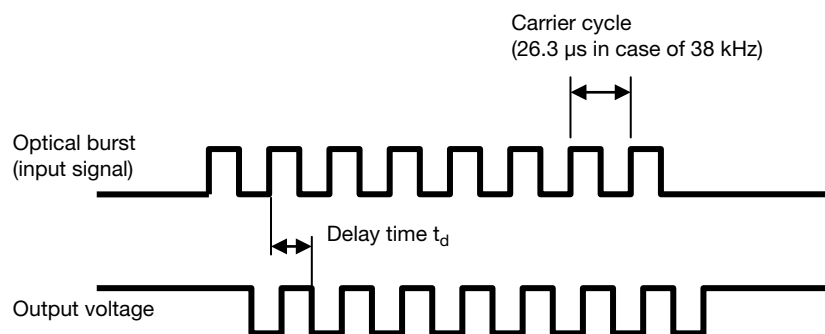 Carrier cycle
(26.3 µs in case of 38 kHz)
Optical burst
(input signal)
Delay time td
Output voltage